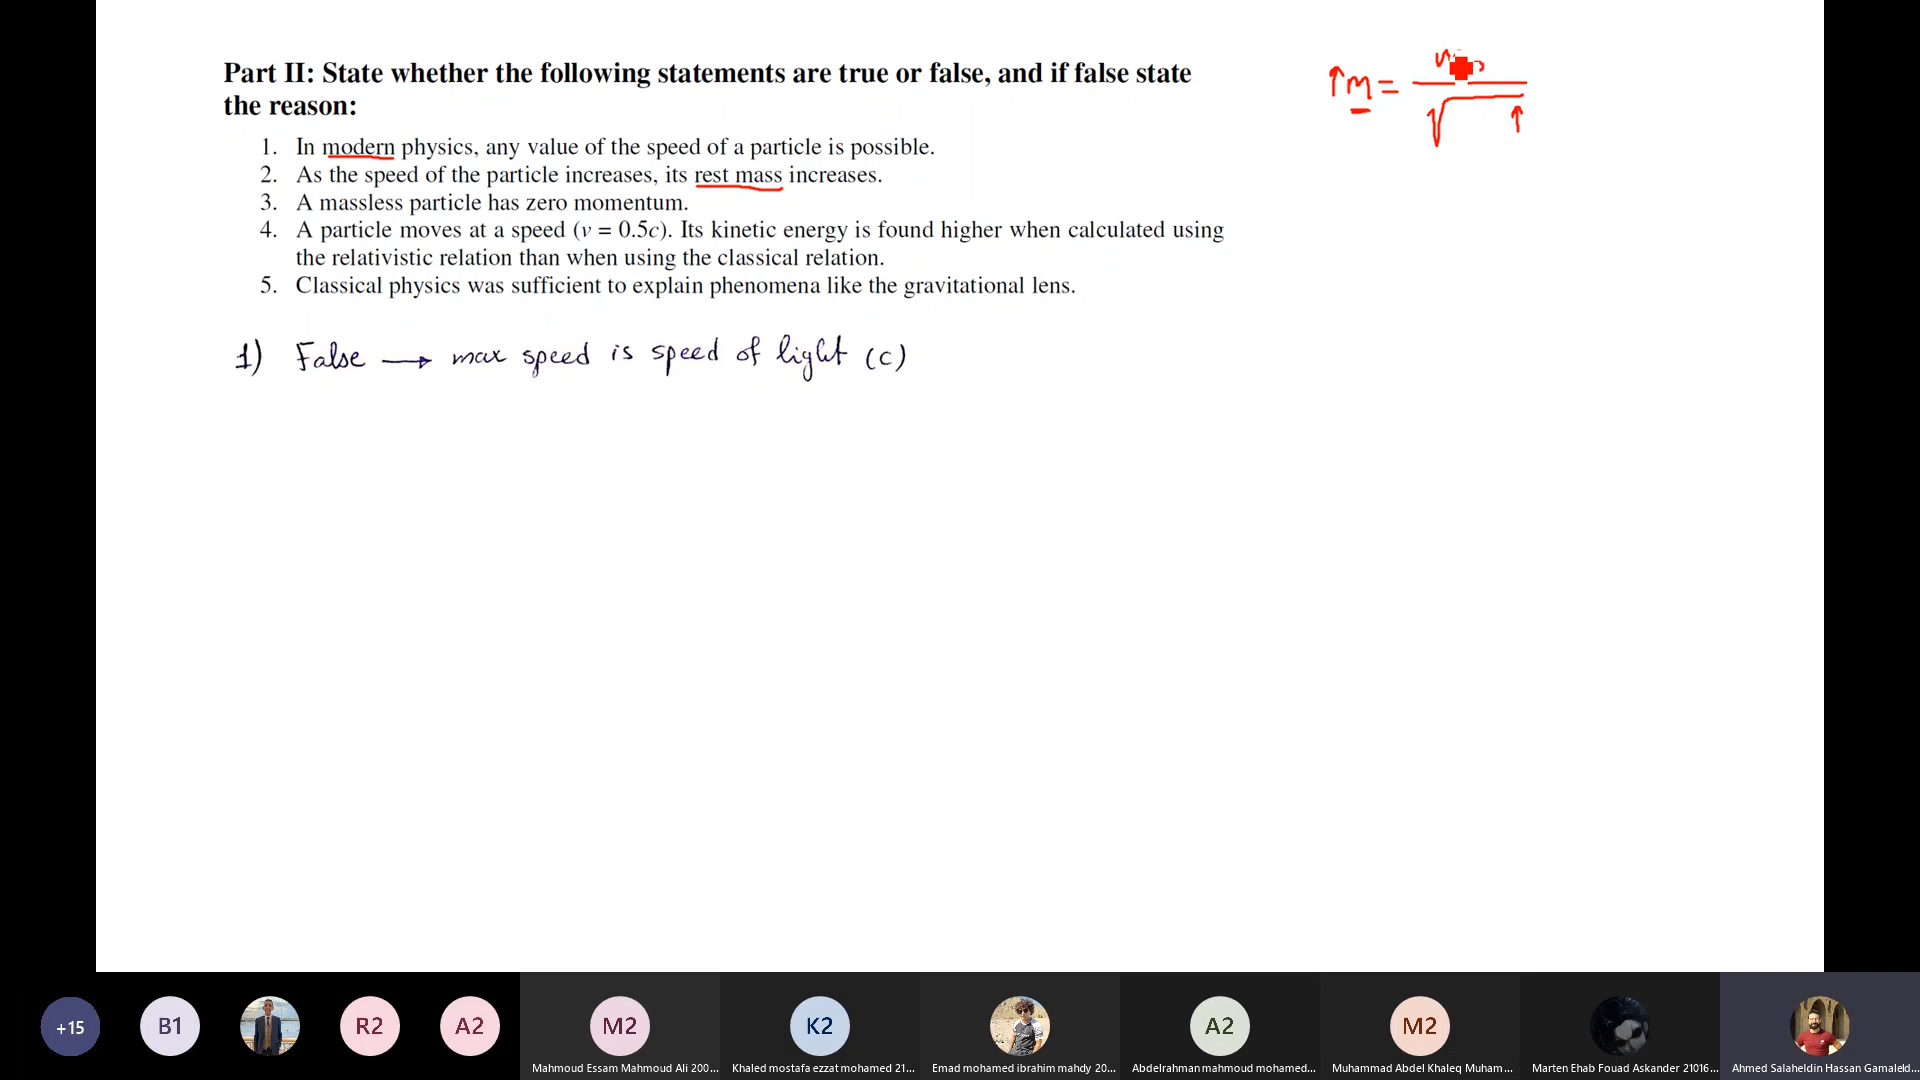 Part II: State whether the following statements are true or false, and if false state
the reason:
↑m =
√ ↑
1. In modern physics, any value of the speed of a particle is possible.
2. As the speed of the particle increases, its rest mass increases.
3. A massless particle has zero momentum.
4. A particle moves at a speed (v = 0.5c). Its kinetic energy is found higher when calculated using
the relativistic relation than when using the classical relation.
5. Classical physics was sufficient to explain phenomena like the gravitational lens.
1) False → max speed is speed of light (c)
+15
B1
R2
A2
M2
K2
A2
M2
Mahmoud Essam Mahmoud Ali 200...
Khaled mostafa ezzat mohamed 21...
Emad mohamed ibrahim mahdy 20...
Abdelrahman mahmoud mohamed...
Muhammad Abdel Khaleq Muham...
Marten Ehab Fouad Askander 21016...
Ahmed Salaheldin Hassan Gamaleld...